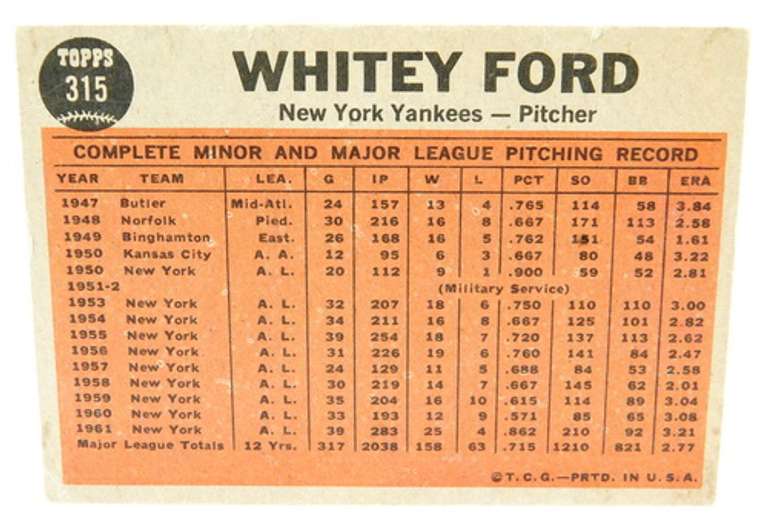 TOPPS
315
WHITEY FORD
New York Yankees — Pitcher
COMPLETE MINOR AND MAJOR LEAGUE PITCHING RECORD
YEAR TEAM LEA. G IP W L PCT SO BB ERA
1947 Butler Mid-Atl. 24 157 13 4 .765 114 58 3.84
1948 Norfolk Pied. 30 216 16 8 .667 171 113 2.58
1949 Binghamton East. 26 168 16 5 .762 151 54 1.61
1950 Kansas City A. A. 12 95 6 3 .667 80 48 3.22
1950 New York A. L. 20 112 9 1 .900 59 52 2.81
1951-2 (Military Service)
1953 New York A. L. 32 207 18 6 .750 110 110 3.00
1954 New York A. L. 34 211 16 8 .667 125 101 2.82
1955 New York A. L. 39 254 18 7 .720 137 113 2.62
1956 New York A. L. 31 226 19 6 .760 141 84 2.47
1957 New York A. L. 24 129 11 5 .688 84 53 2.58
1958 New York A. L. 30 219 14 7 .667 145 62 2.01
1959 New York A. L. 35 204 16 10 .615 114 89 3.04
1960 New York A. L. 33 193 12 9 .571 85 65 3.08
1961 New York A. L. 39 283 25 4 .862 210 92 3.21
Major League Totals 12 Yrs. 317 2038 158 63 .715 1210 821 2.77
©T.C.G.—PRTD. IN U.S.A.